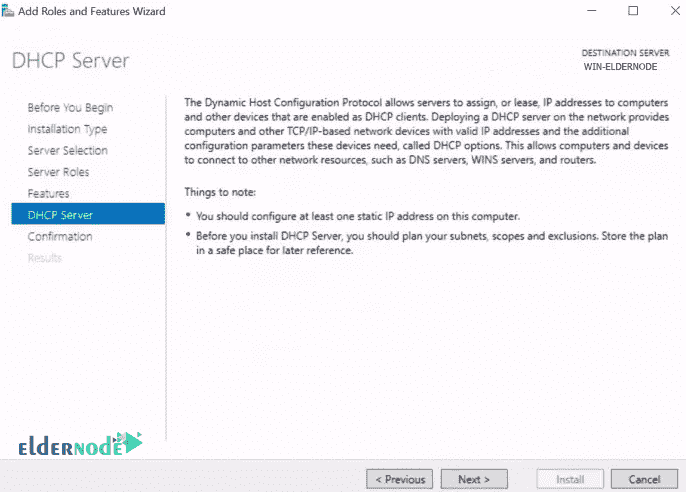 Add Roles and Features Wizard
DHCP Server
DESTINATION SERVER
WIN-ELDERNODE
Before You Begin
Installation Type
Server Selection
Server Roles
Features
DHCP Server
Confirmation
Results
The Dynamic Host Configuration Protocol allows servers to assign, or lease, IP addresses to computers
and other devices that are enabled as DHCP clients. Deploying a DHCP server on the network provides
computers and other TCP/IP-based network devices with valid IP addresses and the additional
configuration parameters these devices need, called DHCP options. This allows computers and devices
to connect to other network resources, such as DNS servers, WINS servers, and routers.
Things to note:
• You should configure at least one static IP address on this computer.
• Before you install DHCP Server, you should plan your subnets, scopes and exclusions. Store the plan
in a safe place for later reference.
eldernode
< Previous
Next >
Install
Cancel